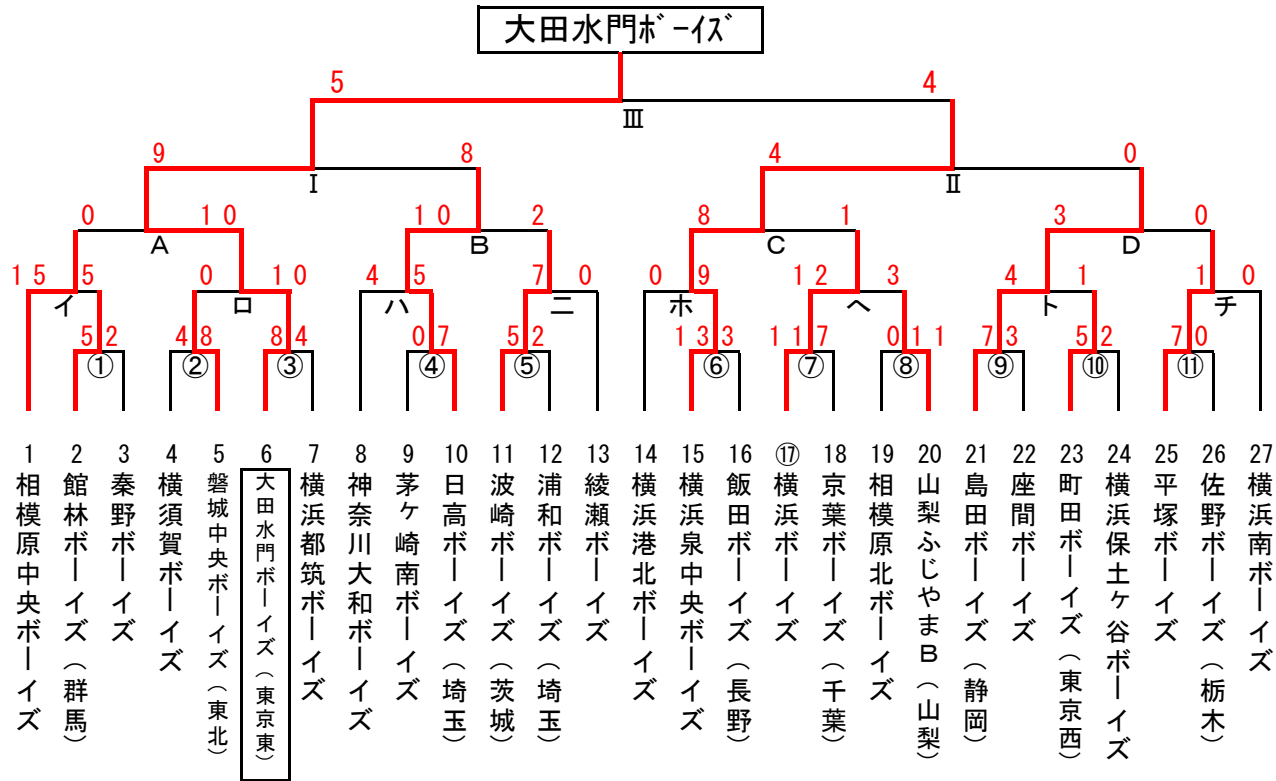 大田水門ﾎﾞｰｲｽﾞ
5 4
Ⅲ
9 8 4 0
Ⅰ Ⅱ
0 10 10 2 8 1 3 0
A B C D
15 5 0 10 4 5 7 0 0 9 12 3 4 1 1 0
イ ロ ハ ニ ホ ヘ ト チ
5 2 4 8 8 4 0 7 5 2 13 3 11 7 0 11 7 3 5 2 7 0
① ② ③ ④ ⑤ ⑥ ⑦ ⑧ ⑨ ⑩ ⑪
1 相模原中央ボーイズ
2 館林ボーイズ（群馬）
3 秦野ボーイズ
4 横須賀ボーイズ
5 磐城中央ボーイズ（東北）
6 大田水門ボーイズ（東京東）
7 横浜都筑ボーイズ
8 神奈川大和ボーイズ
9 茅ヶ崎南ボーイズ
10 日高ボーイズ（埼玉）
11 波崎ボーイズ（茨城）
12 浦和ボーイズ（埼玉）
13 綾瀬ボーイズ
14 横浜港北ボーイズ
15 横浜泉中央ボーイズ
16 飯田ボーイズ（長野）
⑰ 横浜ボーイズ
18 京葉ボーイズ（千葉）
19 相模原北ボーイズ
20 山梨ふじやまB（山梨）
21 島田ボーイズ（静岡）
22 座間ボーイズ
23 町田ボーイズ（東京西）
24 横浜保土ヶ谷ボーイズ
25 平塚ボーイズ
26 佐野ボーイズ（栃木）
27 横浜南ボーイズ